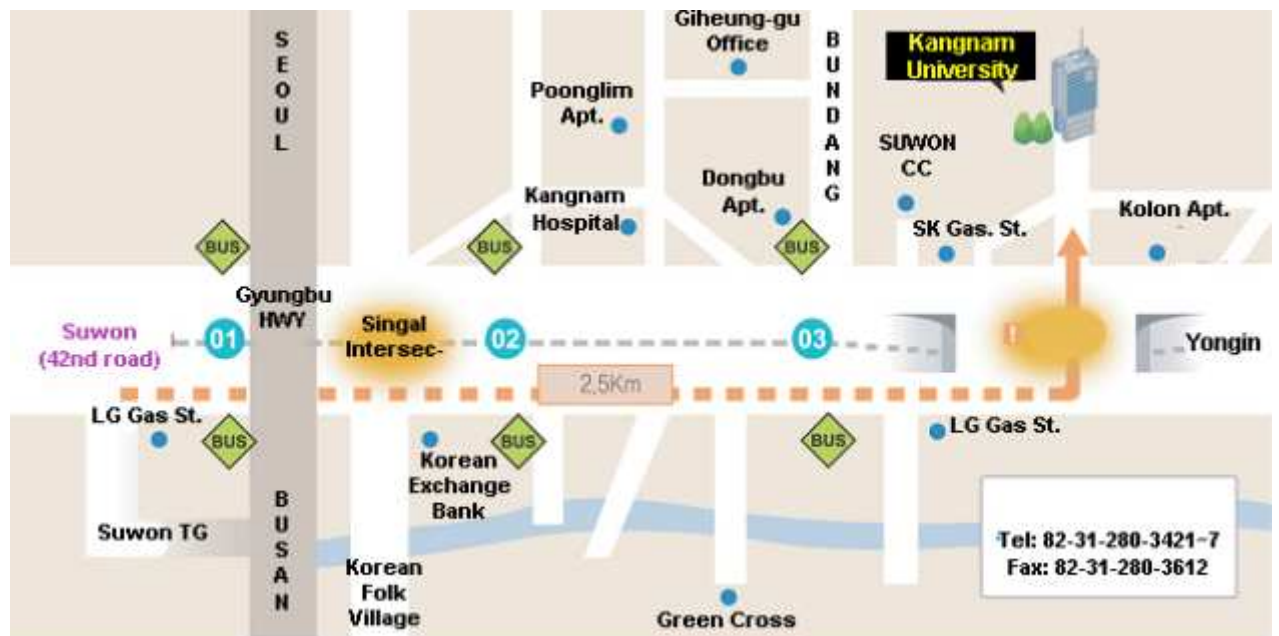 SEOUL
Giheung-gu
Office
BUNDANG
Kangnam
University
Poonglim
Apt.
SUWON
CC
Dongbu
Apt.
Kangnam
Hospital
Kolon Apt.
SK Gas. St.
BUS
BUS
BUS
Gyungbu
HWY
Suwon
(42nd road)
01
Singal
Intersec-
02
03
Yongin
2,5Km
LG Gas St.
BUS
BUS
BUS
LG Gas St.
Korean
Exchange
Bank
BUSAN
Suwon TG
Tel: 82-31-280-3421~7
Fax: 82-31-280-3612
Korean
Folk
Village
Green Cross